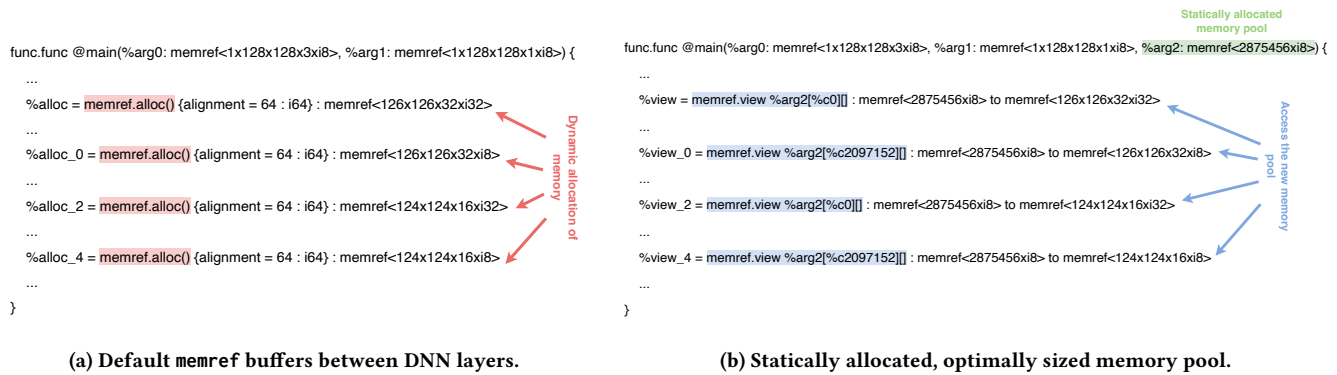 func.func @main(%arg0: memref<1x128x128x3xi8>, %arg1: memref<1x128x128x1xi8>) {
...
%alloc = memref.alloc() {alignment = 64 : i64} : memref<126x126x32xi32>
...
%alloc_0 = memref.alloc() {alignment = 64 : i64} : memref<126x126x32xi8>
...
%alloc_2 = memref.alloc() {alignment = 64 : i64} : memref<124x124x16xi32>
...
%alloc_4 = memref.alloc() {alignment = 64 : i64} : memref<124x124x16xi8>
...
}
Dynamic allocation of
memory
(a) Default memref buffers between DNN layers.
Statically allocated
memory pool
func.func @main(%arg0: memref<1x128x128x3xi8>, %arg1: memref<1x128x128x1xi8>, %arg2: memref<2875456xi8>) {
...
%view = memref.view %arg2[%c0][] : memref<2875456xi8> to memref<126x126x32xi32>
...
%view_0 = memref.view %arg2[%c2097152][] : memref<2875456xi8> to memref<126x126x32xi8>
...
%view_2 = memref.view %arg2[%c0][] : memref<2875456xi8> to memref<124x124x16xi32>
...
%view_4 = memref.view %arg2[%c2097152][] : memref<2875456xi8> to memref<124x124x16xi8>
...
}
Access the new memory
pool
(b) Statically allocated, optimally sized memory pool.